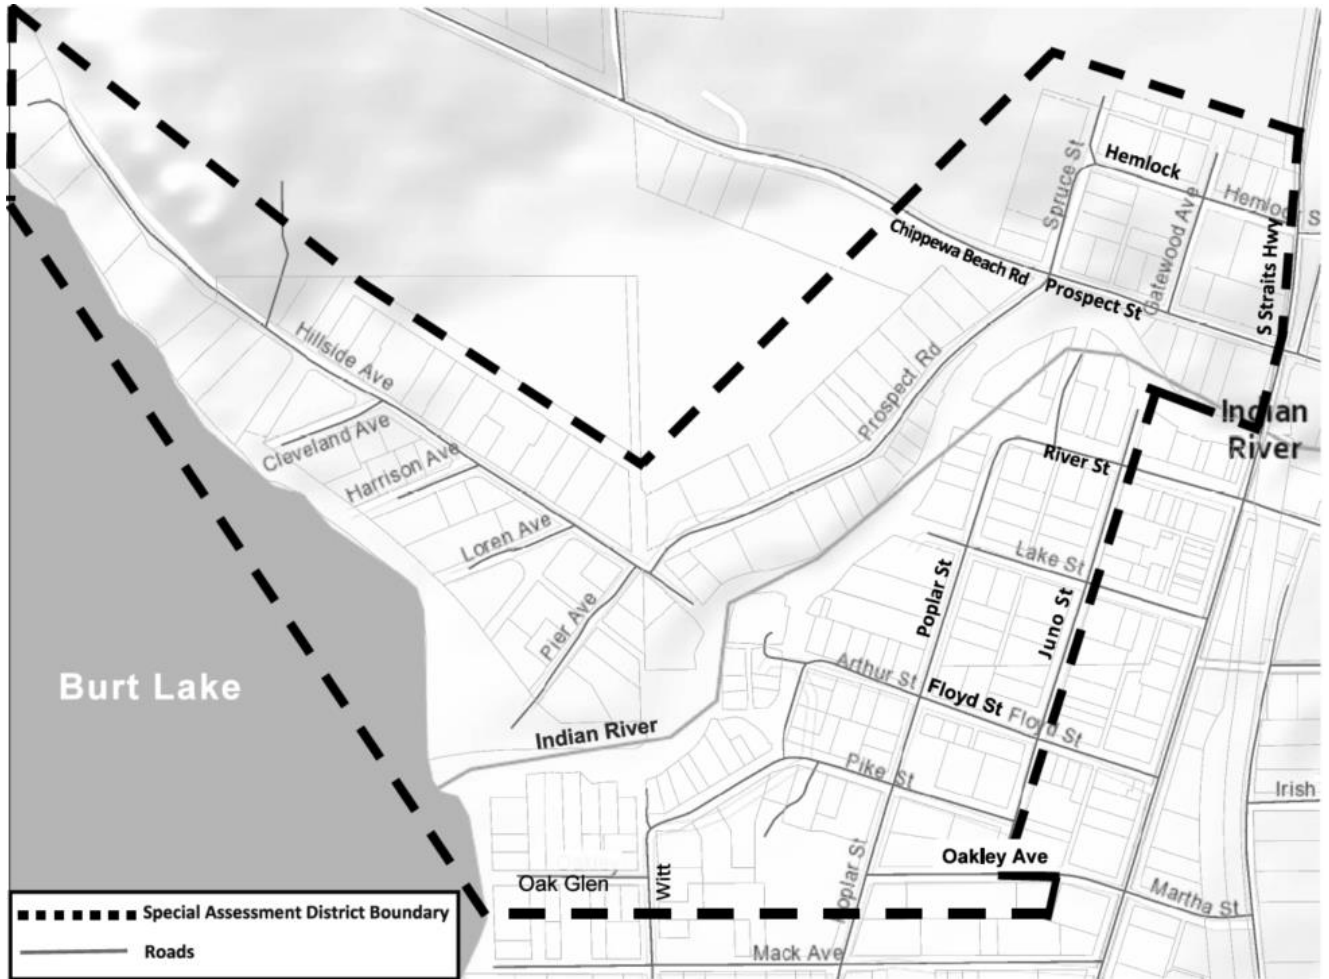 Hemlock
Hemlock S
Spruce St
Gatewood Ave
S Straits Hwy
Chippewa Beach Rd
Prospect St
Prospect Rd
Hillside Ave
Cleveland Ave
Harrison Ave
Loren Ave
Pier Ave
Indian
River
River St
Lake St
Poplar St
Juno St
Arthur St
Floyd St
Floyd St
Burt Lake
Indian River
Pike St
Irish
Oakley Ave
Oak Glen
Witt
Poplar St
Martha St
Mack Ave
Special Assessment District Boundary
Roads